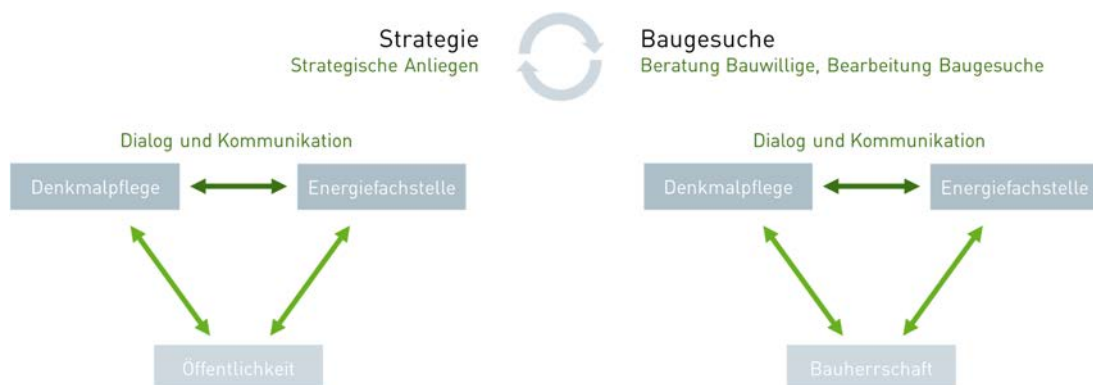 Strategie
Strategische Anliegen
Baugesuche
Beratung Bauwillige, Bearbeitung Baugesuche
Dialog und Kommunikation
Denkmalpflege
Energiefachstelle
Öffentlichkeit
Dialog und Kommunikation
Denkmalpflege
Energiefachstelle
Bauherrschaft